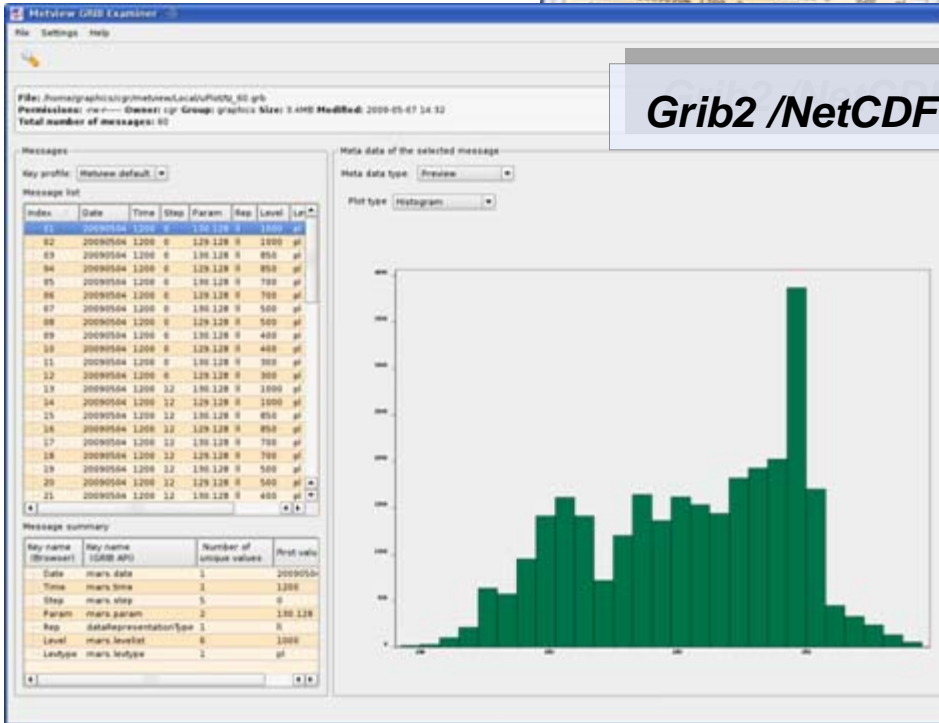 Metview GRIB Examiner
File Settings Help
Grib2 /NetCDF
File: /home/graphics/cgr/metview/Local/uPlot/tz_60.grb
Permissions: Owner: cgr Group: graphics Size: 3.4MB Modified: 2009-05-07 14:32
Total number of messages: 60
Messages
Key profile: Metview default
Message list
Index Date Time Step Param Rep Level
01 20090504 1200 0 130.128 0 1000 pl
02 20090504 1200 0 129.128 0 1000 pl
03 20090504 1200 0 130.128 0 850 pl
04 20090504 1200 0 129.128 0 850 pl
05 20090504 1200 0 130.128 0 700 pl
06 20090504 1200 0 129.128 0 700 pl
07 20090504 1200 0 130.128 0 500 pl
08 20090504 1200 0 129.128 0 500 pl
09 20090504 1200 0 130.128 0 400 pl
10 20090504 1200 0 129.128 0 400 pl
11 20090504 1200 0 130.128 0 300 pl
12 20090504 1200 0 129.128 0 300 pl
13 20090504 1200 12 130.128 0 1000 pl
14 20090504 1200 12 129.128 0 1000 pl
15 20090504 1200 12 130.128 0 850 pl
16 20090504 1200 12 129.128 0 850 pl
17 20090504 1200 12 130.128 0 700 pl
18 20090504 1200 12 129.128 0 700 pl
19 20090504 1200 12 130.128 0 500 pl
20 20090504 1200 12 129.128 0 500 pl
21 20090504 1200 12 130.128 0 400 pl
Message summary
Key name (Browser) Key name (GRIB API) Number of unique values First valu
Date mars.date 1 20090504
Time mars.time 1 1200
Step mars.step 5 0
Param mars.param 2 130.128
Rep dataRepresentationType 1 0
Level mars.levelist 6 1000
Levtype mars.levtype 1 pl
Meta data of the selected message
Meta data type: Preview
Plot type: Histogram